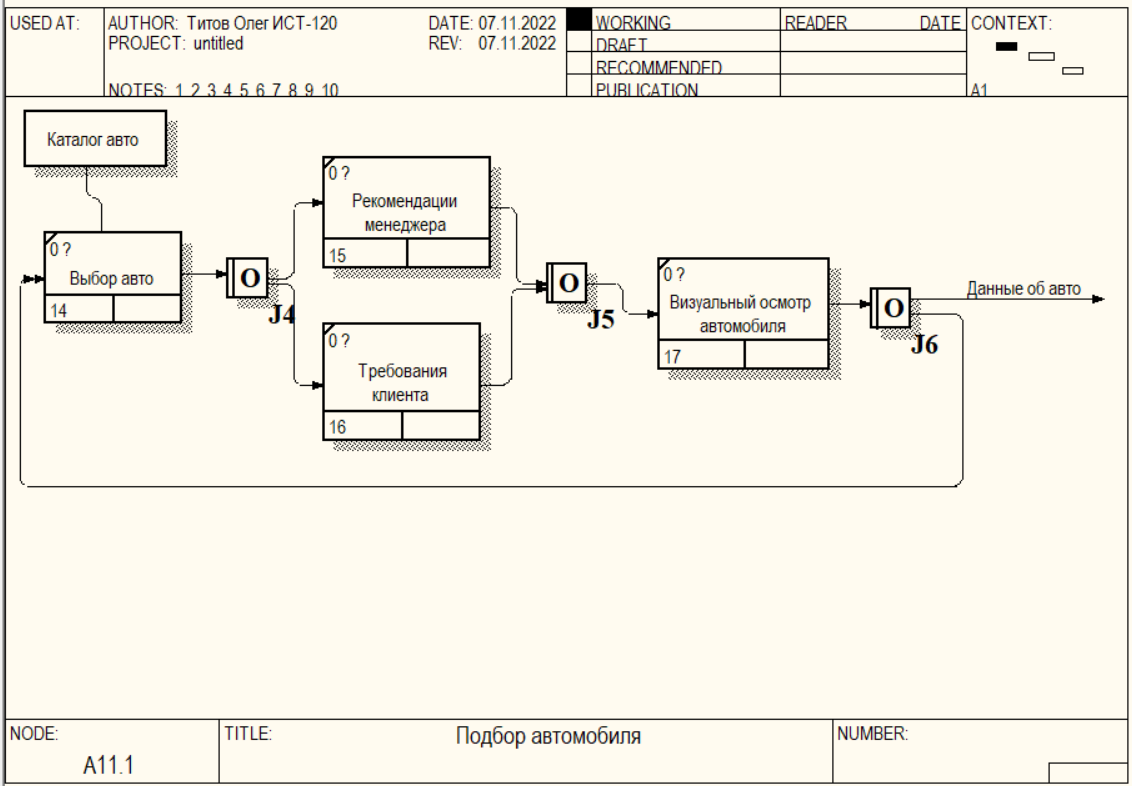 USED AT:
AUTHOR: Титов Олег ИСТ-120
DATE: 07.11.2022
PROJECT: untitled
REV: 07.11.2022
NOTES: 1 2 3 4 5 6 7 8 9 10
WORKING
DRAFT
RECOMMENDED
PUBLICATION
READER
DATE
CONTEXT:
A1
Каталог авто
0 ?
Выбор авто
14
O
J4
0 ?
Рекомендации
менеджера
15
0 ?
Требования
клиента
16
O
J5
0 ?
Визуальный осмотр
автомобиля
17
O
J6
Данные об авто
NODE:
A11.1
TITLE:
Подбор автомобиля
NUMBER: